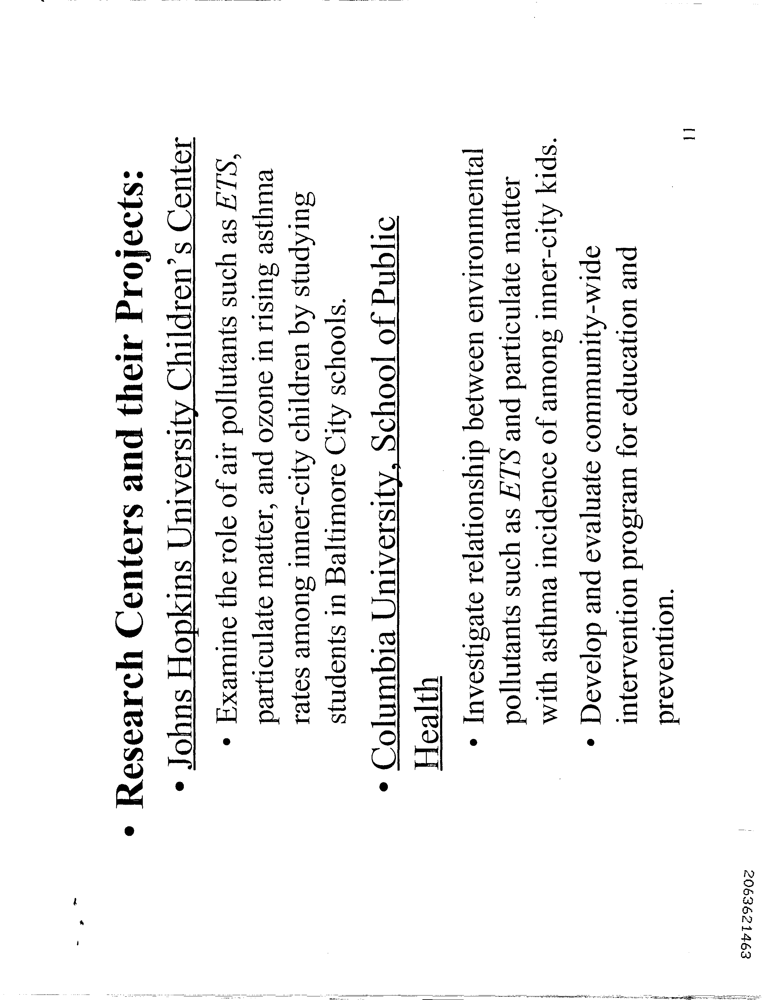 • Research Centers and their Projects:
• Johns Hopkins University Children's Center
• Examine the role of air pollutants such as ETS,
particulate matter, and ozone in rising asthma
rates among inner-city children by studying
students in Baltimore City schools.
• Columbia University, School of Public
Health
• Investigate relationship between environmental
pollutants such as ETS and particulate matter
with asthma incidence of among inner-city kids.
• Develop and evaluate community-wide
intervention program for education and
prevention.
11
2063621463